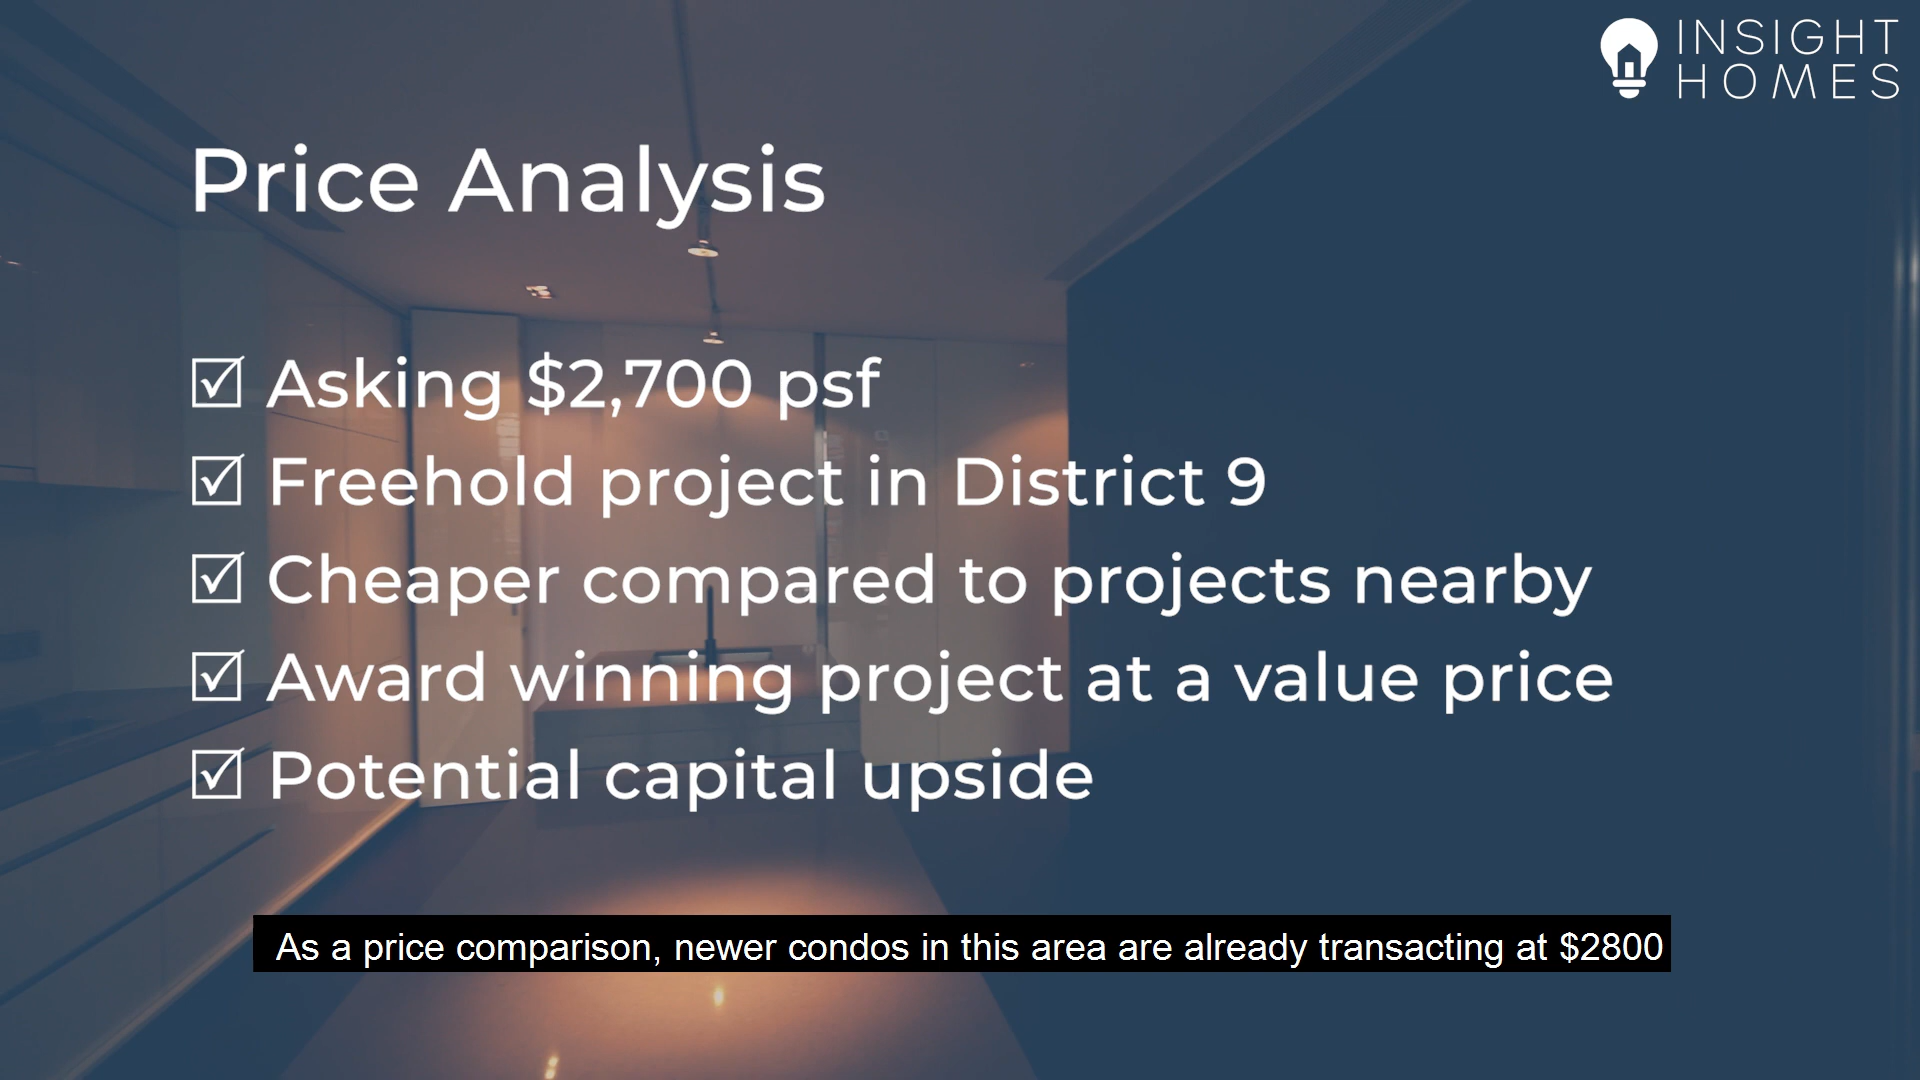 INSIGHT
HOMES
Price Analysis
Asking $2,700 psf
Freehold project in District 9
Cheaper compared to projects nearby
Award winning project at a value price
Potential capital upside
As a price comparison, newer condos in this area are already transacting at $2800